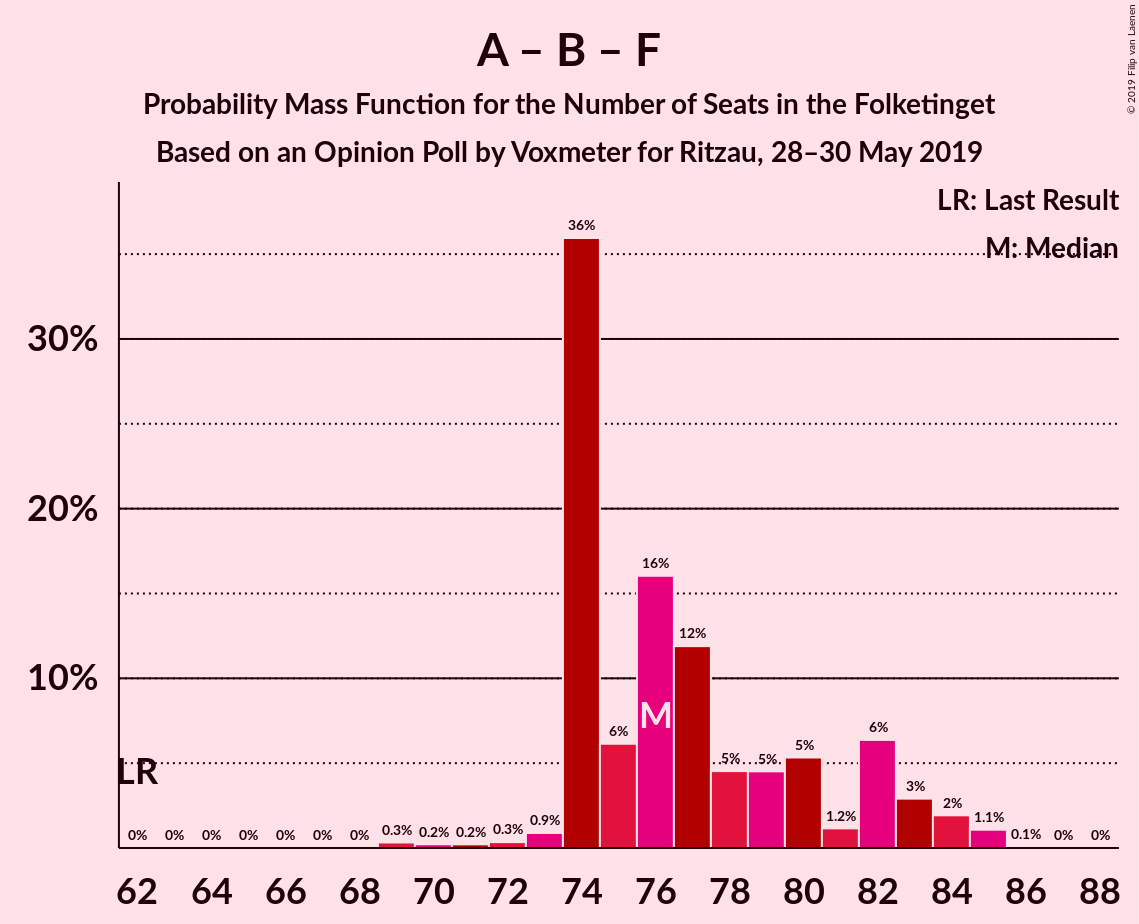 A – B – F
Probability Mass Function for the Number of Seats in the Folketinget
Based on an Opinion Poll by Voxmeter for Ritzau, 28–30 May 2019
© 2019 Filip van Laenen
LR: Last Result
M: Median
30%
20%
10%
LR
M
0% 0% 0% 0% 0% 0% 0% 0.3% 0.2% 0.2% 0.3% 0.9% 36% 6% 16% 12% 5% 5% 5% 1.2% 6% 3% 2% 1.1% 0.1% 0% 0%
62 64 66 68 70 72 74 76 78 80 82 84 86 88